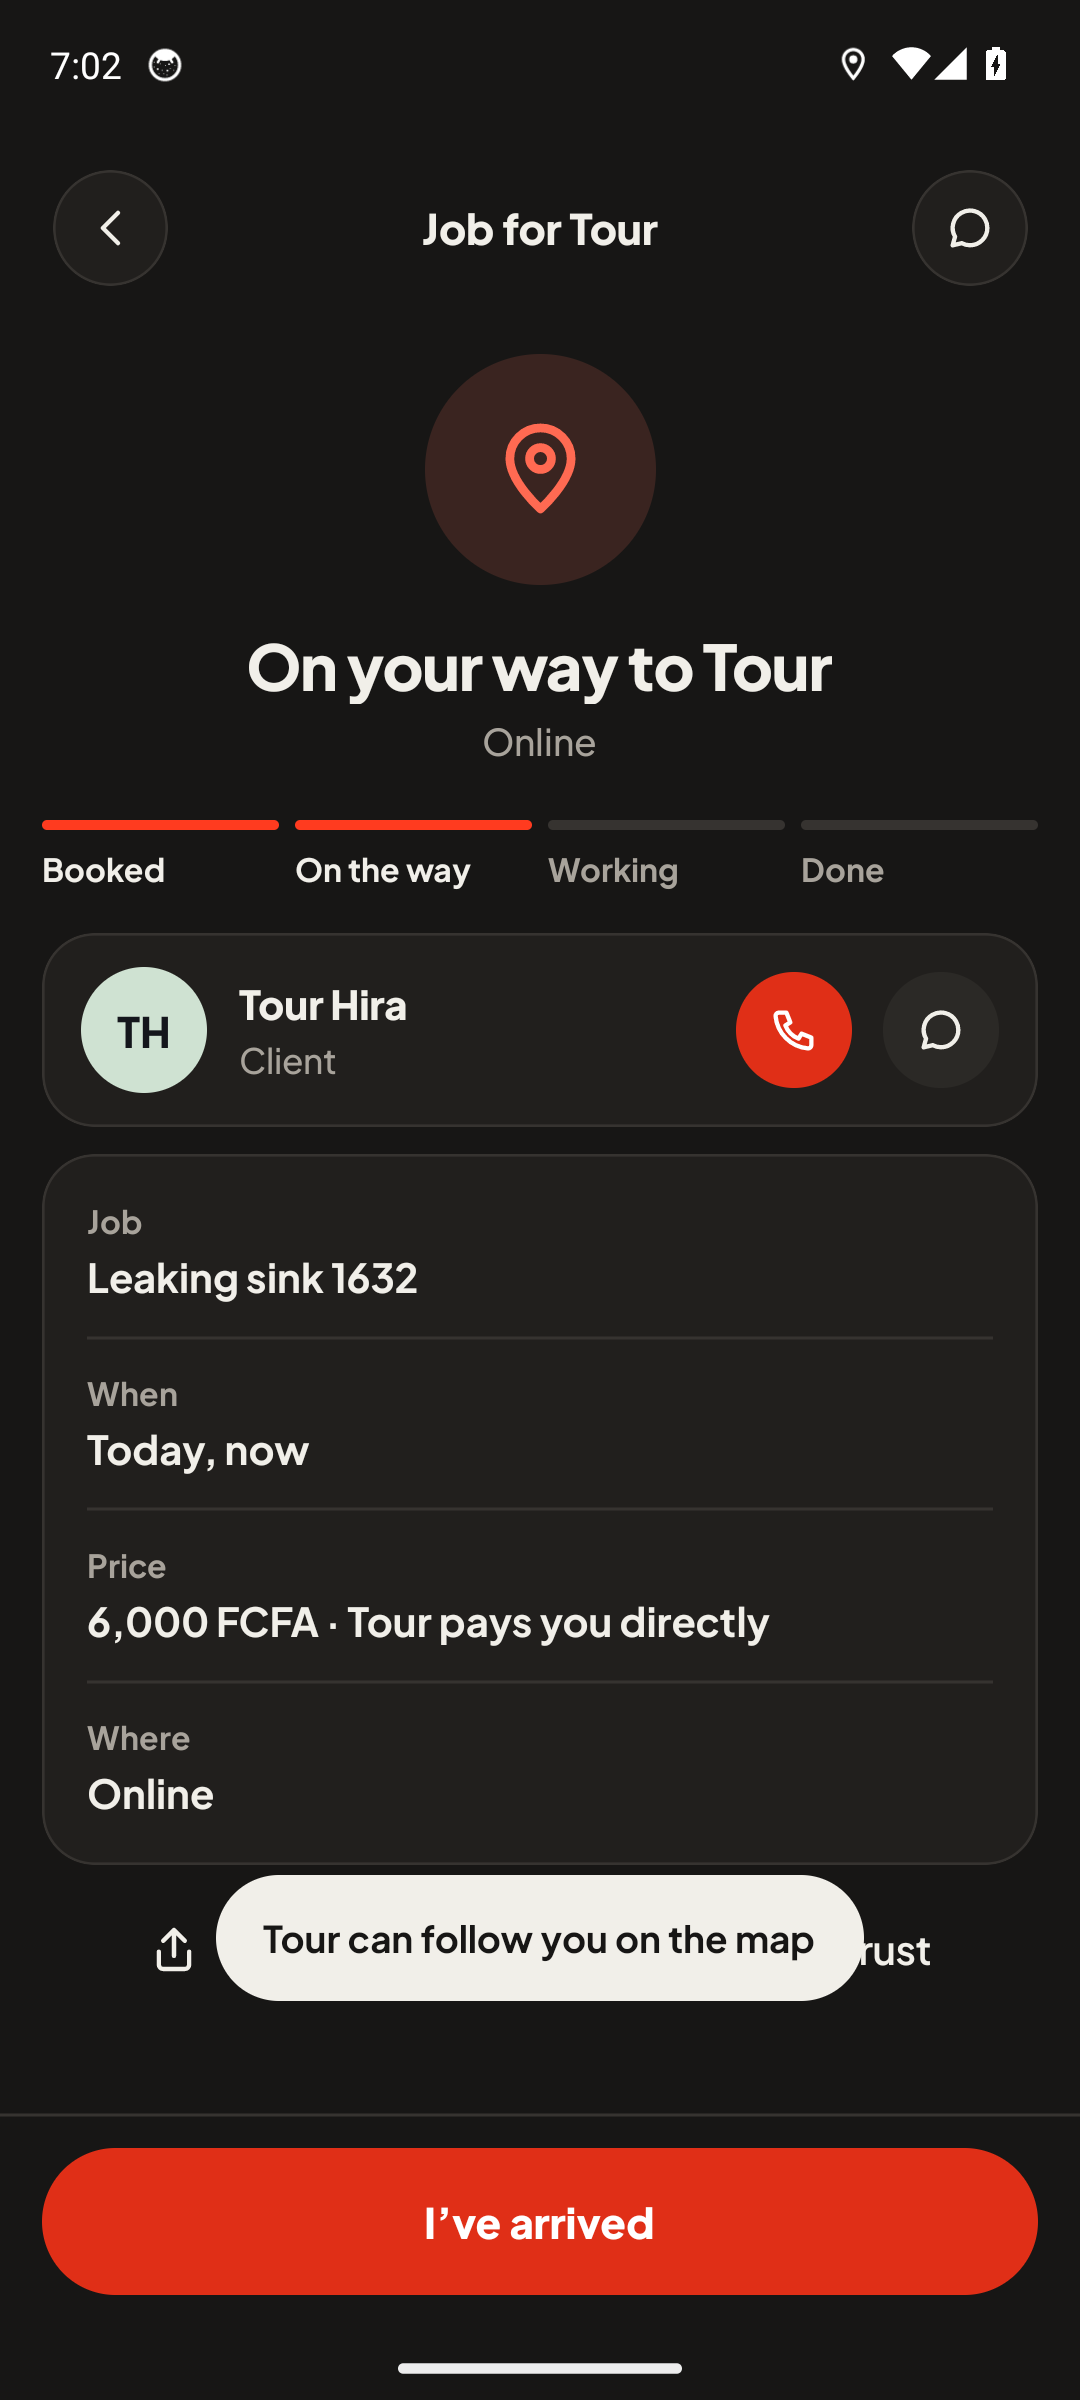 7:02
Job for Tour
On your way to Tour
Online
Booked
On the way
Working
Done
TH
Tour Hira
Client
Job
Leaking sink 1632
When
Today, now
Price
6,000 FCFA · Tour pays you directly
Where
Online
Tour can follow you on the map
rust
I’ve arrived